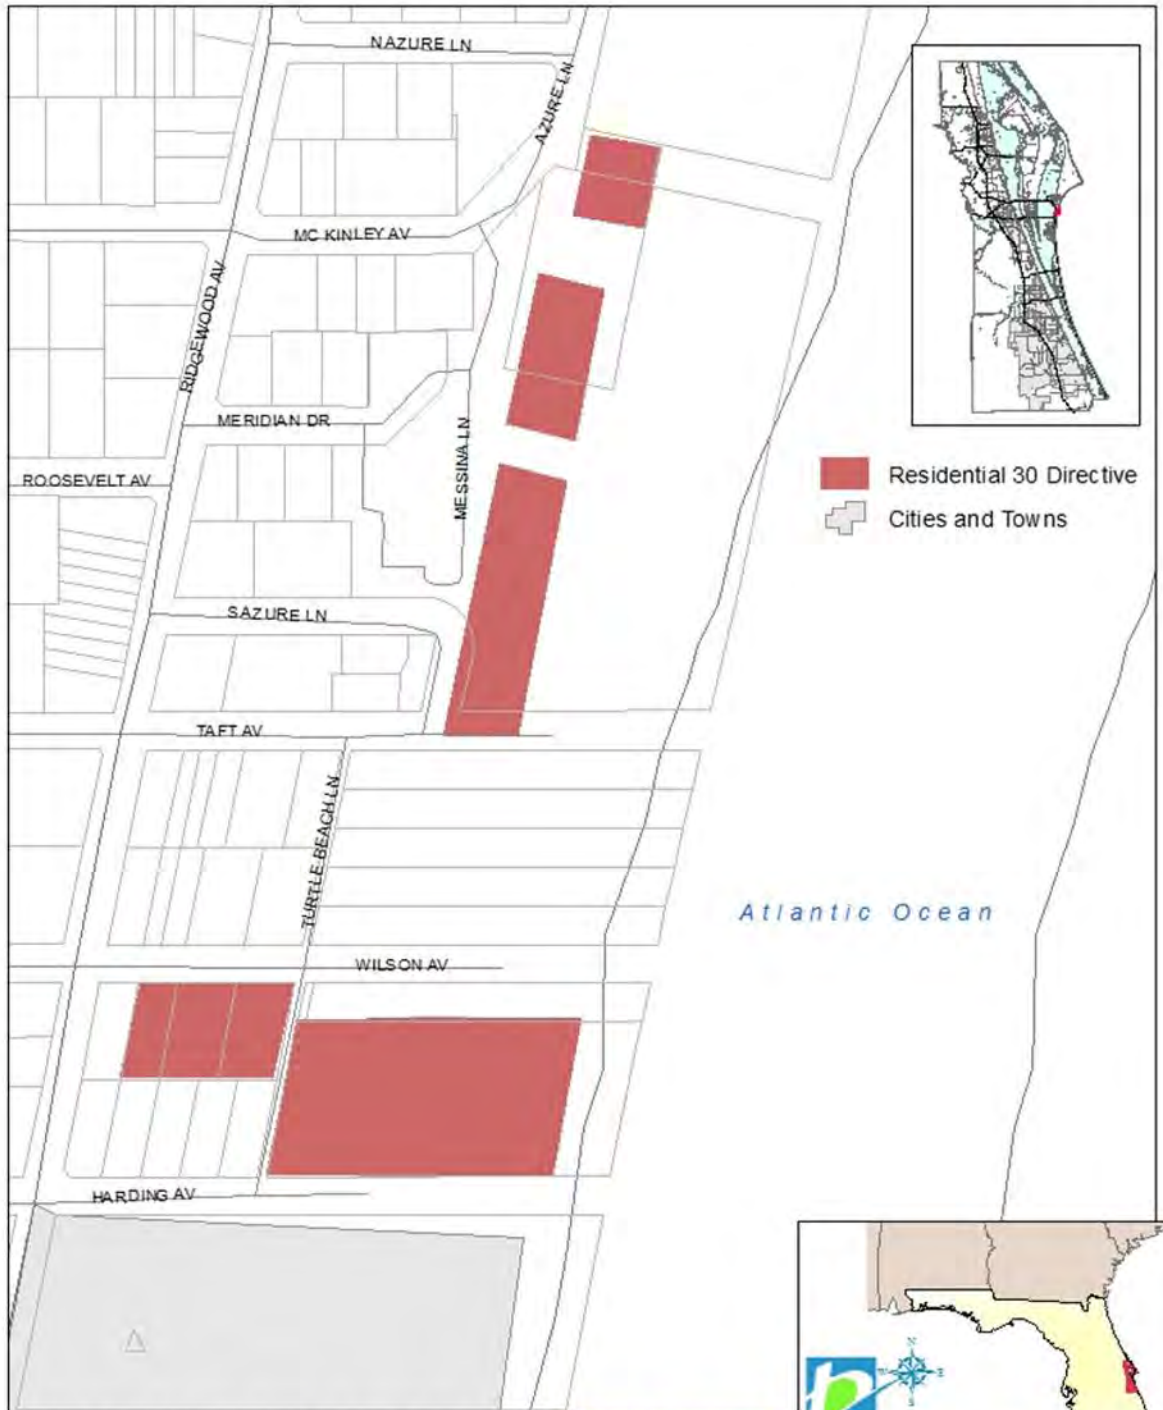 NAZURE LN
AZURE LN
MC KINLEY AV
RIDGEWOOD AV
MERIDIAN DR
MESSINA LN
ROOSEVELT AV
Residential 30 Directive
Cities and Towns
SAZURE LN
TAFT AV
TURTLE BEACH LN
Atlantic Ocean
WILSON AV
HARDING AV
N
W
E
S